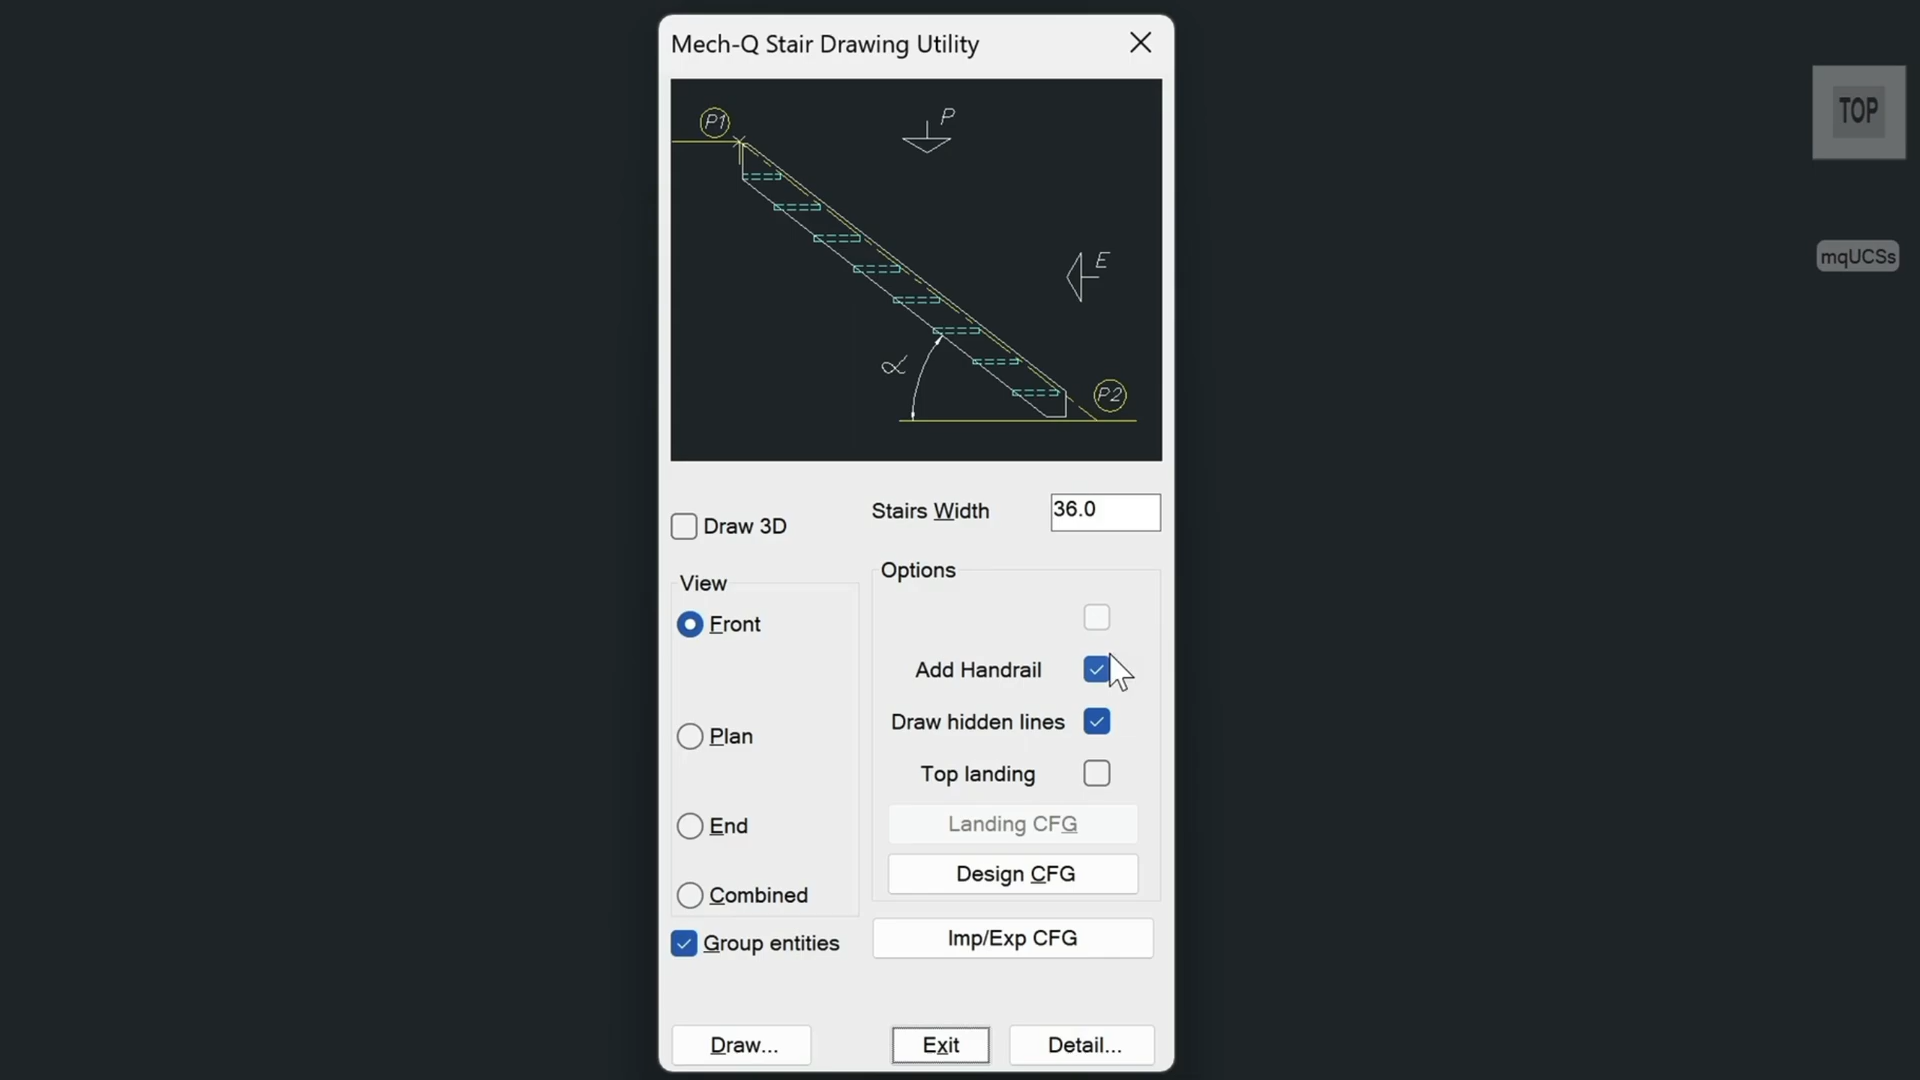 Mech-Q Stair Drawing Utility
P1
P
E
α
P2
TOP
mqUCSs
Draw 3D
Stairs Width 36.0
View
Options
Front
Add Handrail
Draw hidden lines
Plan
Top landing
Landing CFG
End
Design CFG
Combined
Group entities
Imp/Exp CFG
Draw...
Exit
Detail...